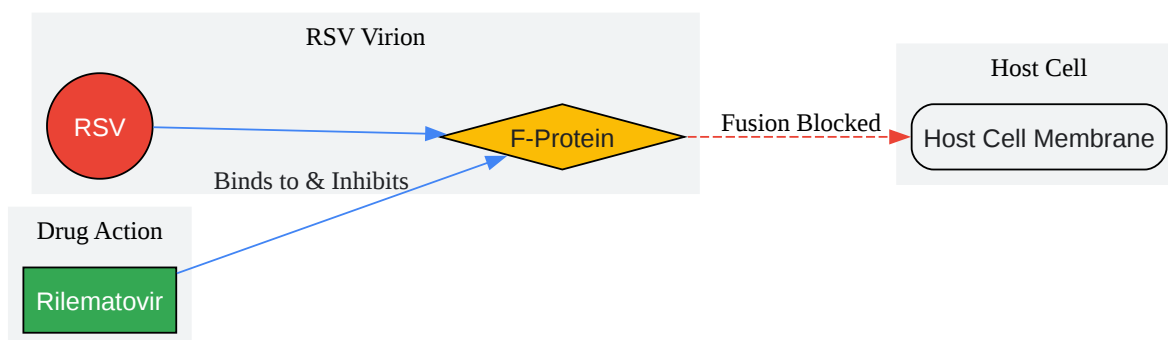 RSV Virion
RSV
F-Protein
Fusion Blocked
Host Cell
Host Cell Membrane
Binds to & Inhibits
Drug Action
Rilematovir